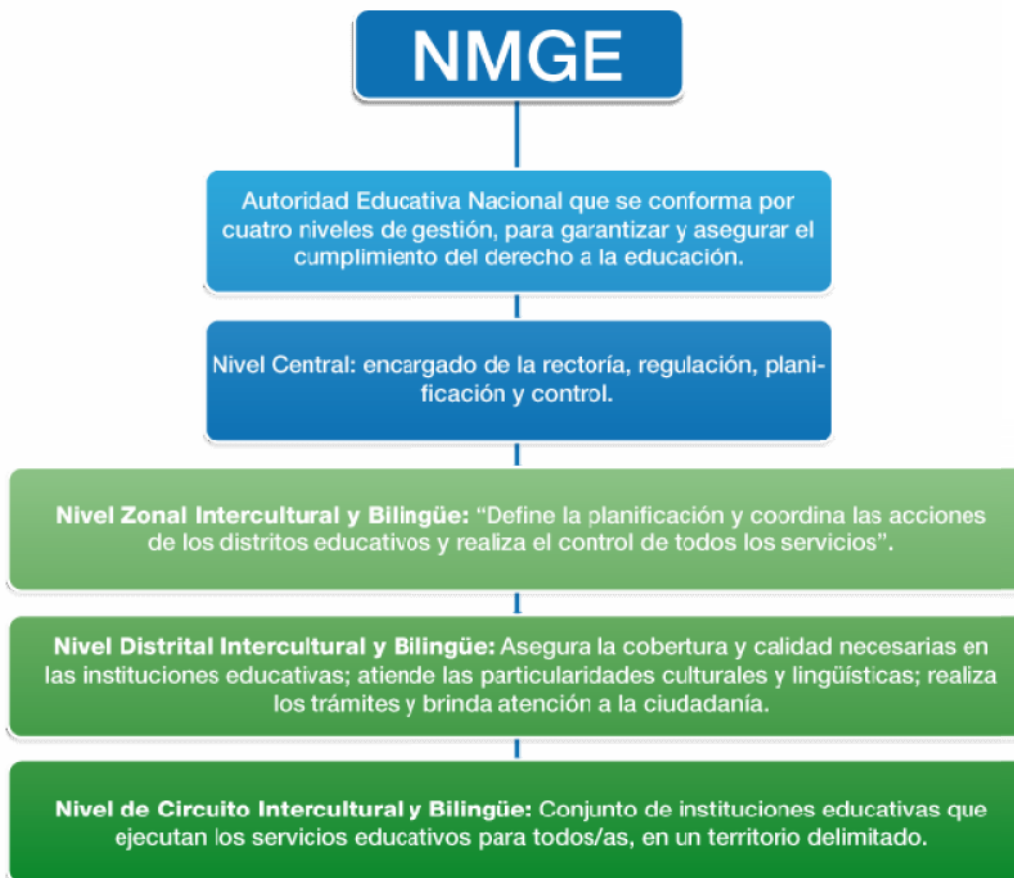 NMGE
Autoridad Educativa Nacional que se conforma por
cuatro niveles de gestión, para garantizar y asegurar el
cumplimiento del derecho a la educación.
Nivel Central: encargado de la rectoría, regulación, plani-
ficación y control.
Nivel Zonal Intercultural y Bilingüe: “Define la planificación y coordina las acciones
de los distritos educativos y realiza el control de todos los servicios”.
Nivel Distrital Intercultural y Bilingüe: Asegura la cobertura y calidad necesarias en
las instituciones educativas; atiende las particularidades culturales y lingüísticas; realiza
los trámites y brinda atención a la ciudadanía.
Nivel de Circuito Intercultural y Bilingüe: Conjunto de instituciones educativas que
ejecutan los servicios educativos para todos/as, en un territorio delimitado.